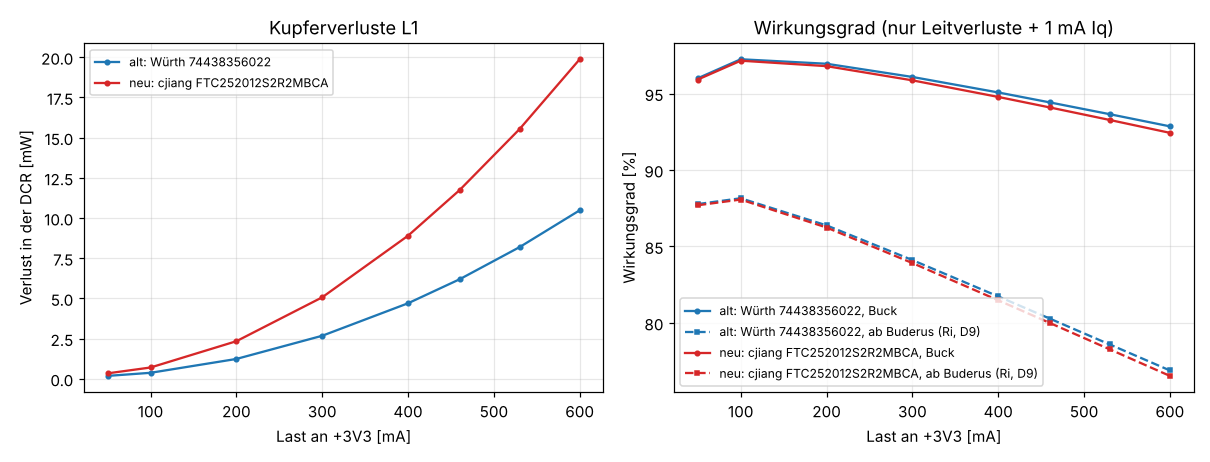 Kupferverluste L1
Verlust in der DCR [mW]
20.0
17.5
15.0
12.5
10.0
7.5
5.0
2.5
0.0
alt: Würth 74438356022
neu: cjiang FTC252012S2R2MBCA
100
200
300
400
500
600
Last an +3V3 [mA]
Wirkungsgrad (nur Leitverluste + 1 mA Iq)
Wirkungsgrad [%]
95
90
85
80
alt: Würth 74438356022, Buck
alt: Würth 74438356022, ab Buderus (Ri, D9)
neu: cjiang FTC252012S2R2MBCA, Buck
neu: cjiang FTC252012S2R2MBCA, ab Buderus (Ri, D9)
100
200
300
400
500
600
Last an +3V3 [mA]